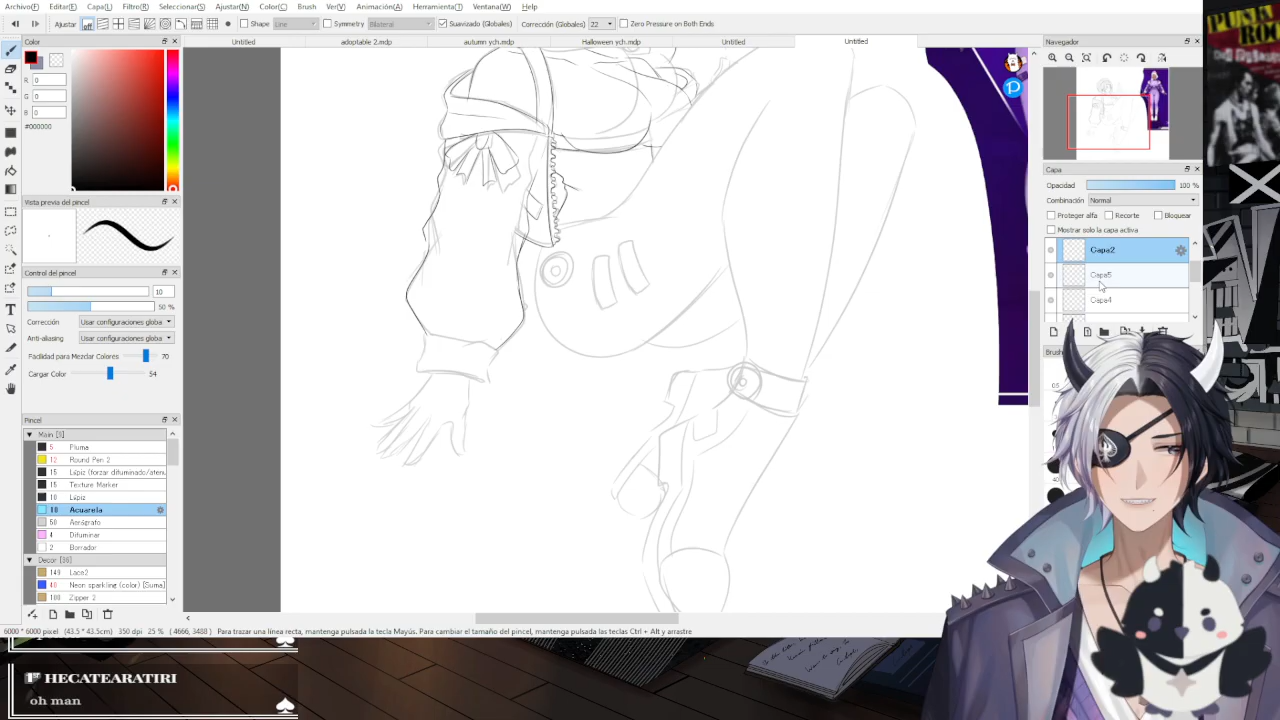 Archivo(F) Editar(E) Capa(L) Filtro(R) Seleccionar(S) Ajustar(N) Color(C) Brush Ver(V) Animación(A) Herramienta(T) Ventana(W) Help
Ajustar off Shape Line Symmetry Bilateral Suavizado (Globales) Corrección (Globales) 22 Zero Pressure on Both Ends
Untitled adoptable 2.mdp autumn ych.mdp Halloween ych.mdp Untitled Untitled
Color
R 0
G 0
B 0
#000000
Vista previa del pincel
Control del pincel
10
50 %
Corrección Usar configuraciones globa
Anti-aliasing Usar configuraciones globa
Facilidad para Mezclar Colores 70
Cargar Color 54
Pincel
Main [9]
5 Pluma
12 Round Pen 2
15 Lápiz (forzar difuminado/atenu
15 Texture Marker
10 Lápiz
10 Acuarela
50 Aerógrafo
4 Difuminar
2 Borrador
Decor [36]
149 Lace2
40 Neon sparkling (color) [Suma]
100 Zipper 2
6000 * 6000 pixel (43.5 * 43.5cm) 350 dpi 25 % ( 4666, 3488 ) Para trazar una línea recta, mantenga pulsada la tecla Mayús. Para cambiar el tamaño del pincel, mantenga pulsadas las teclas Ctrl + Alt y arrastre
Navegador
Capa
Opacidad 100 %
Combinación Normal
Proteger alfa Recorte Bloquear
Mostrar solo la capa activa
Capa2
Capa5
Capa4
HECATEARATIRI
oh man